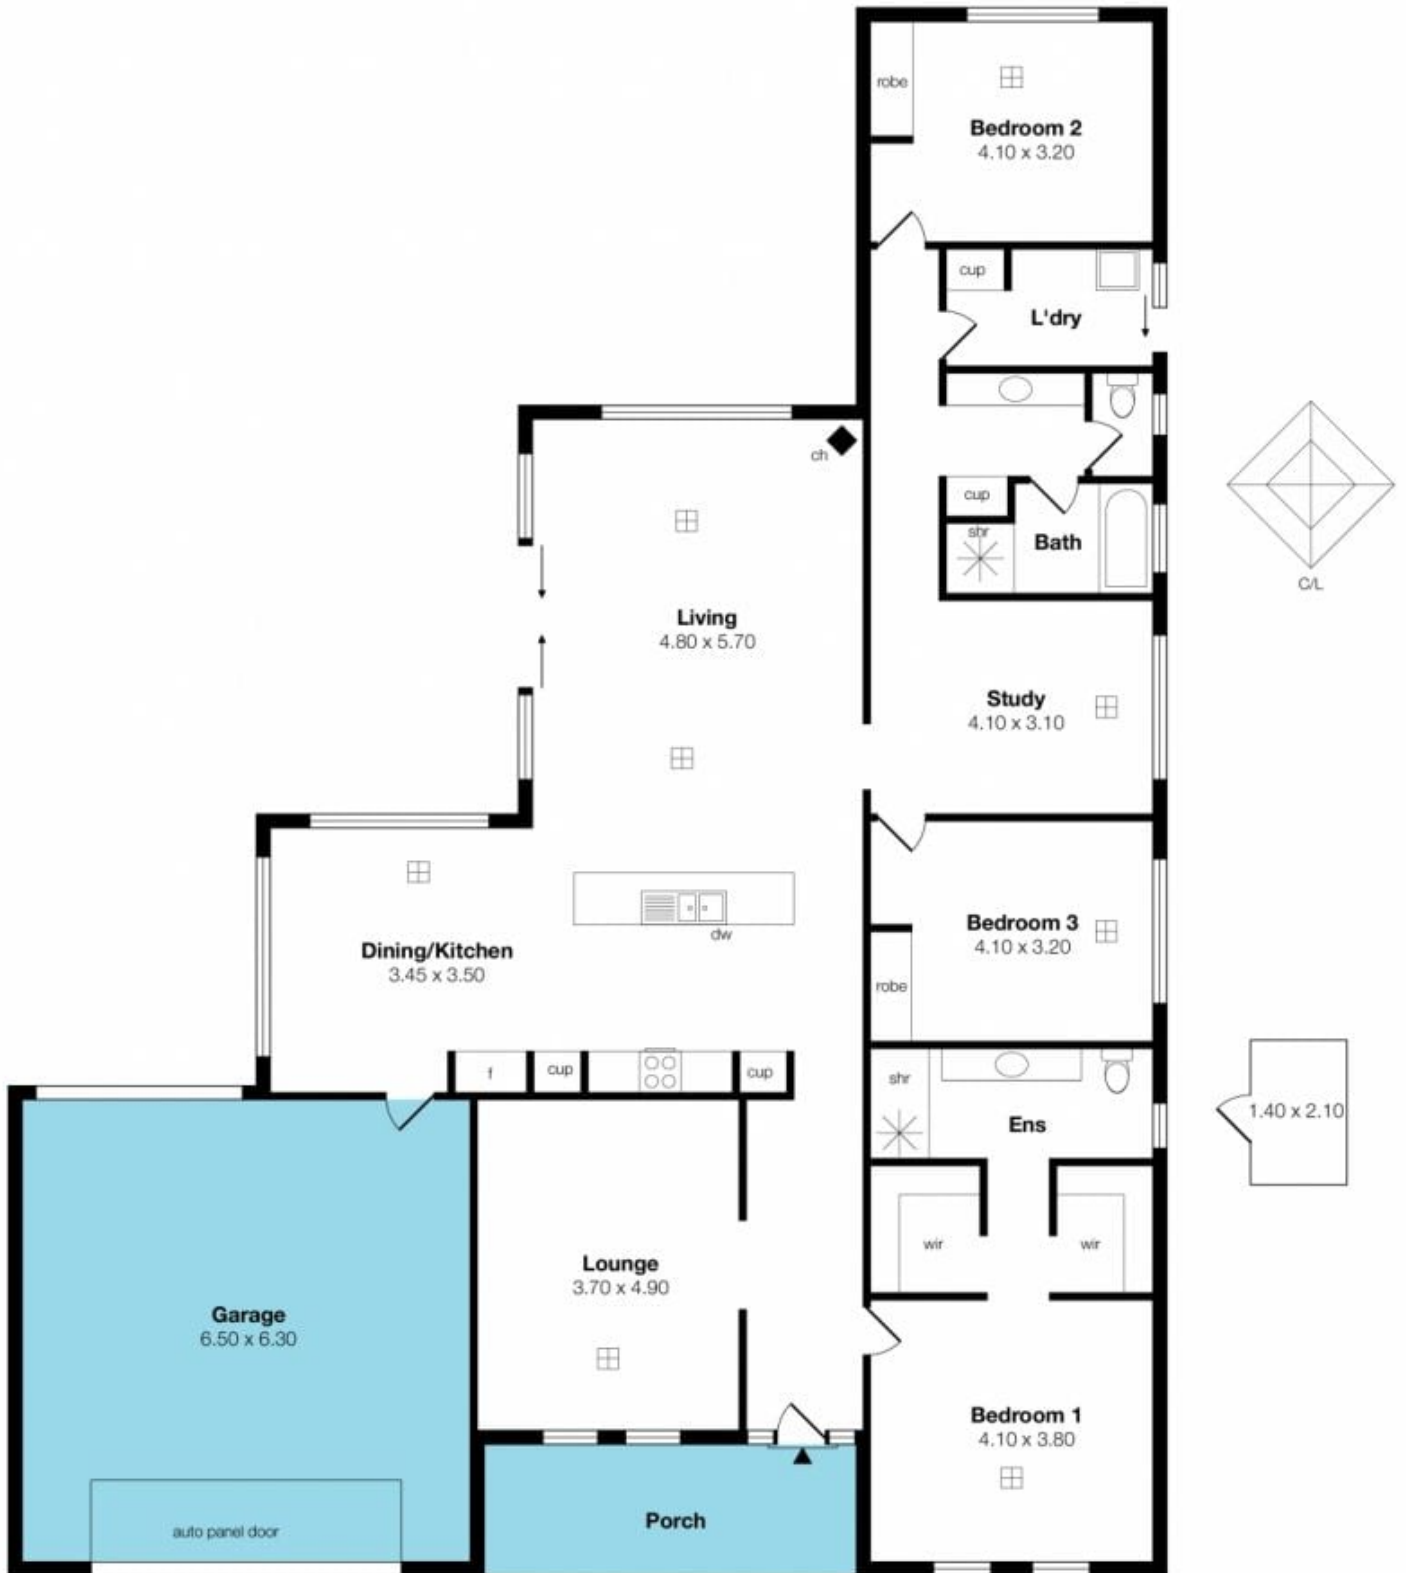 robe
Bedroom 2
4.10 x 3.20
cup
L'dry
ch
cup
shr
Bath
C/L
Living
4.80 x 5.70
Study
4.10 x 3.10
dw
Dining/Kitchen
3.45 x 3.50
Bedroom 3
4.10 x 3.20
robe
f
cup
cup
shr
Ens
1.40 x 2.10
wir
wir
Lounge
3.70 x 4.90
Garage
6.50 x 6.30
Bedroom 1
4.10 x 3.80
Porch
auto panel door